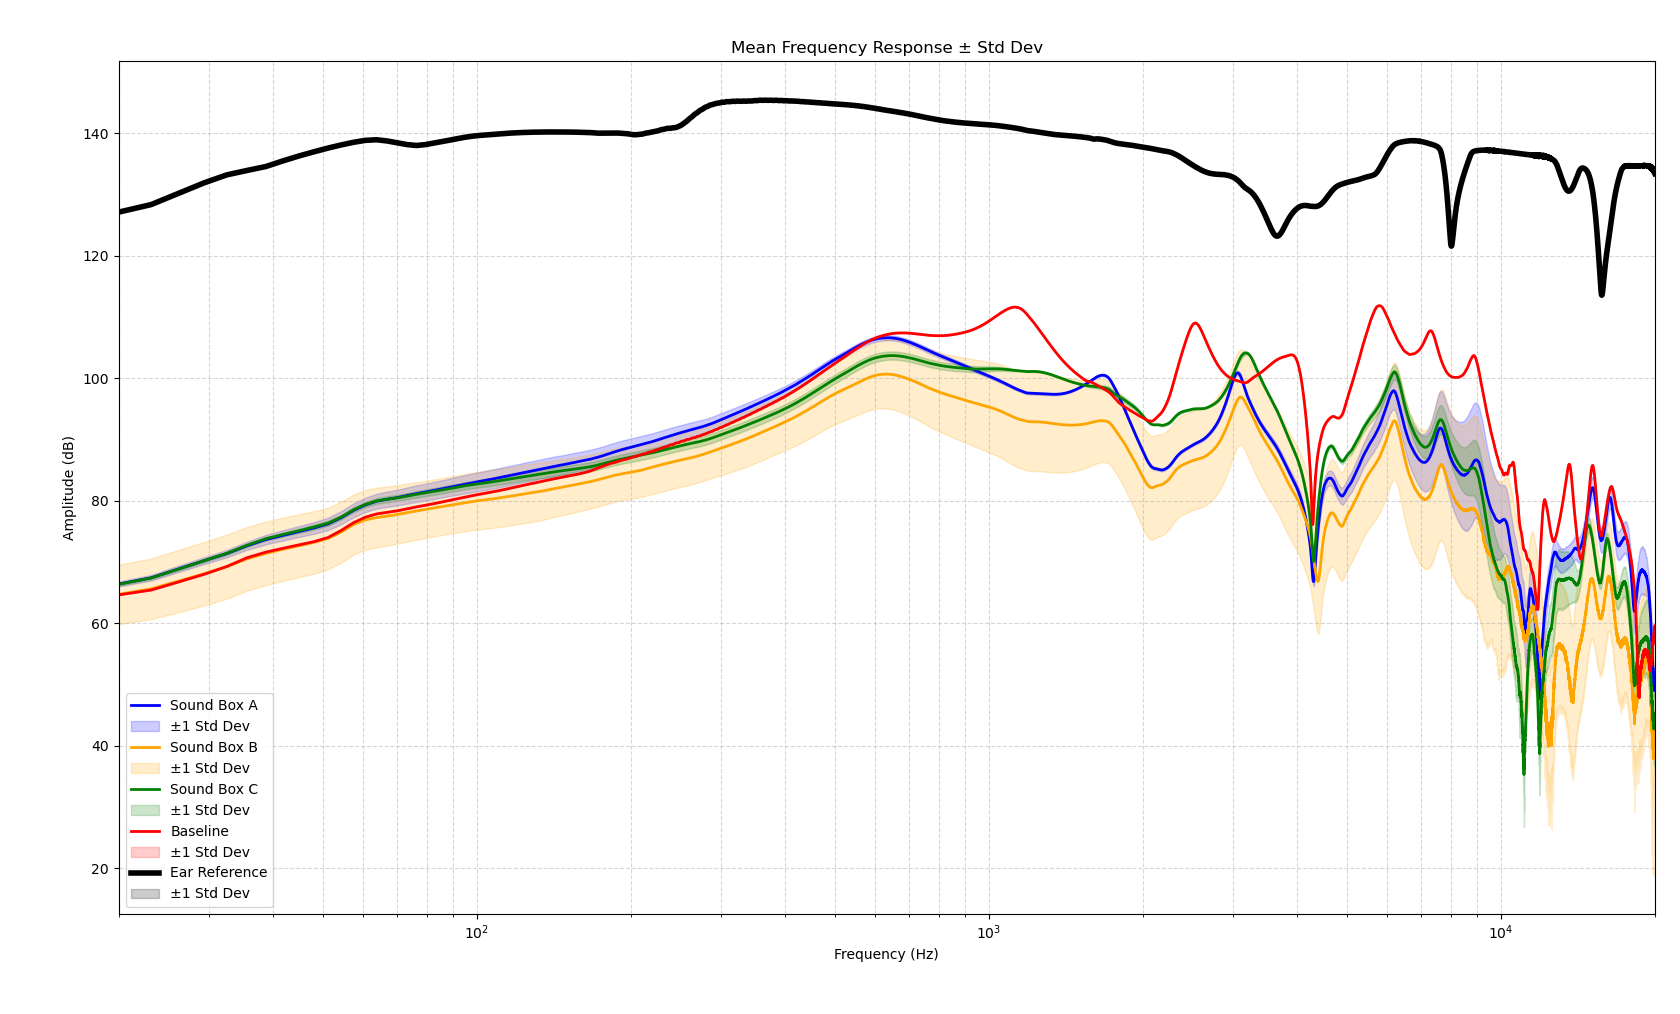 Mean Frequency Response ± Std Dev
Amplitude (dB)
140
120
100
80
60
40
20
Sound Box A
±1 Std Dev
Sound Box B
±1 Std Dev
Sound Box C
±1 Std Dev
Baseline
±1 Std Dev
Ear Reference
±1 Std Dev
10² 10³ 10⁴
Frequency (Hz)